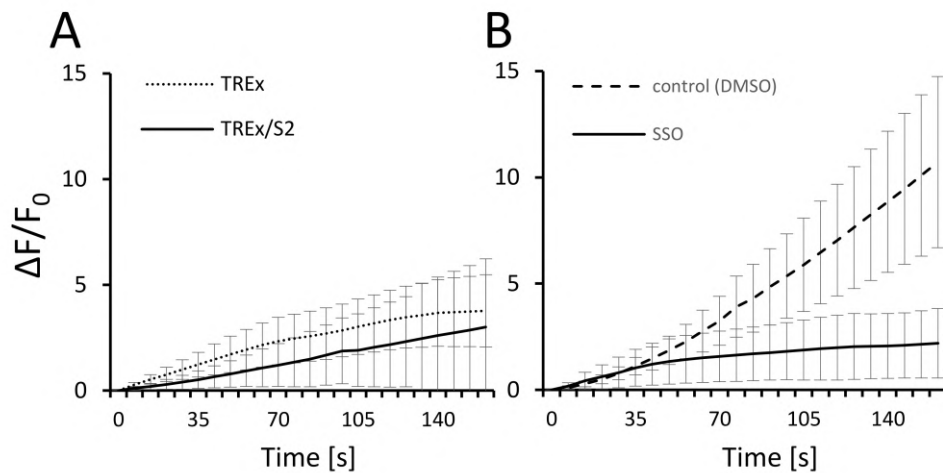 A
15
10
5
0
ΔF/F0
TREx
TREx/S2
0 35 70 105 140
Time [s]
B
15
10
5
0
control (DMSO)
SSO
0 35 70 105 140
Time [s]